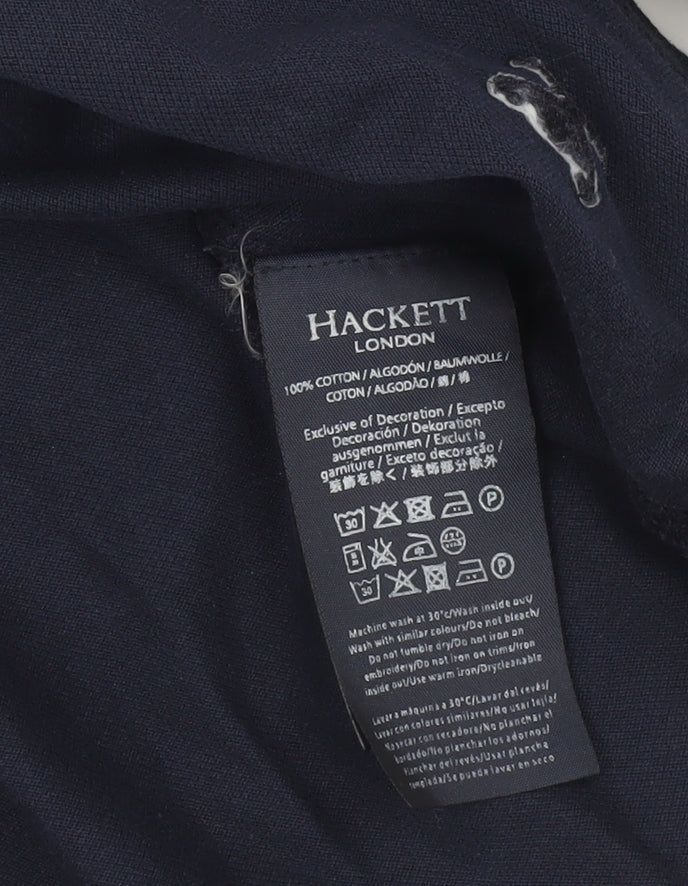 HACKETT
LONDON
100% COTTON / ALGODÓN / BAUMWOLLE /
COTON / ALGODÃO / 綿 / 棉
Exclusive of Decoration / Excepto
Decoración / Dekoration
ausgenommen / Exclut la
garniture / Exceto decoração /
装飾を除く / 装饰部分除外
30 P
30 P
Machine wash at 30°c/Wash inside out/
Wash with similar colours/Do not bleach/
Do not tumble dry/Do not iron on
embroidery/Do not iron on trims/Iron
inside out/Use warm iron/Drycleanable
Lavar a máquina a 30°C/Lavar del revés/
Lavar con colores similares/No usar lejía/
No secar con secadora/No planchar el
bordado/No planchar los adornos/
Planchar del revés/Usar plancha
templada/Se puede lavar en seco